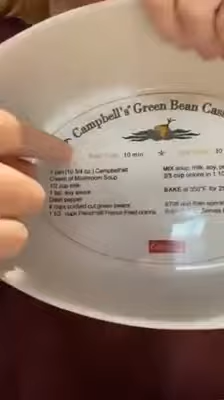 Campbell's® Green Bean Cas
10 min 10
1 can (10 3/4 oz.) Campbell's®
Cream of Mushroom Soup
1/2 cup milk
1 tsp. soy sauce
Dash pepper
4 cups cooked cut green beans
1 1/3 cups French's® French Fried onions
MIX soup, milk, soy, pe
2/3 cup onions in 1 1/
BAKE at 350°F for 25
STIR
Campbell's